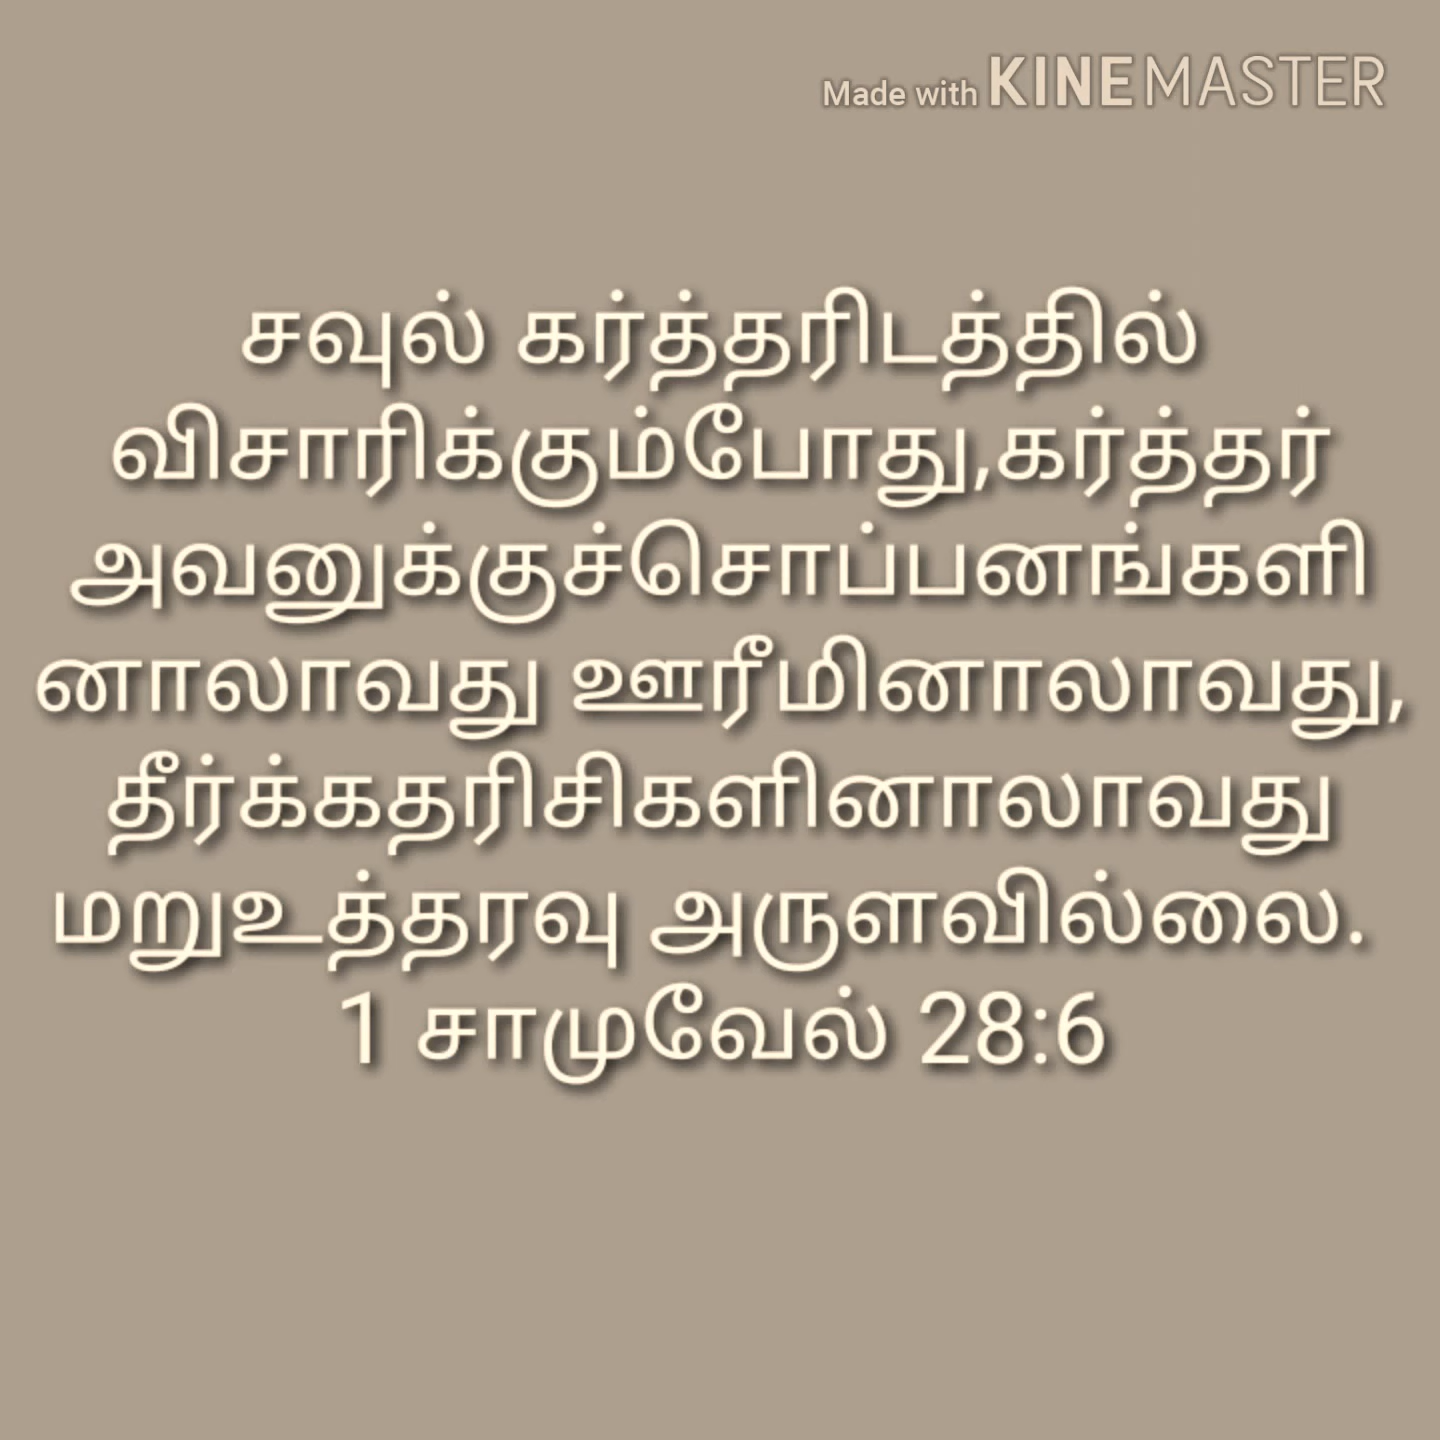 Made with KINEMASTER
சவுல் கர்த்தரிடத்தில்
விசாரிக்கும்போது,கர்த்தர்
அவனுக்குச்சொப்பனங்களி
னாலாவது ஊரீமினாலாவது,
தீர்க்கதரிசிகளினாலாவது
மறுஉத்தரவு அருளவில்லை.
1 சாமுவேல் 28:6